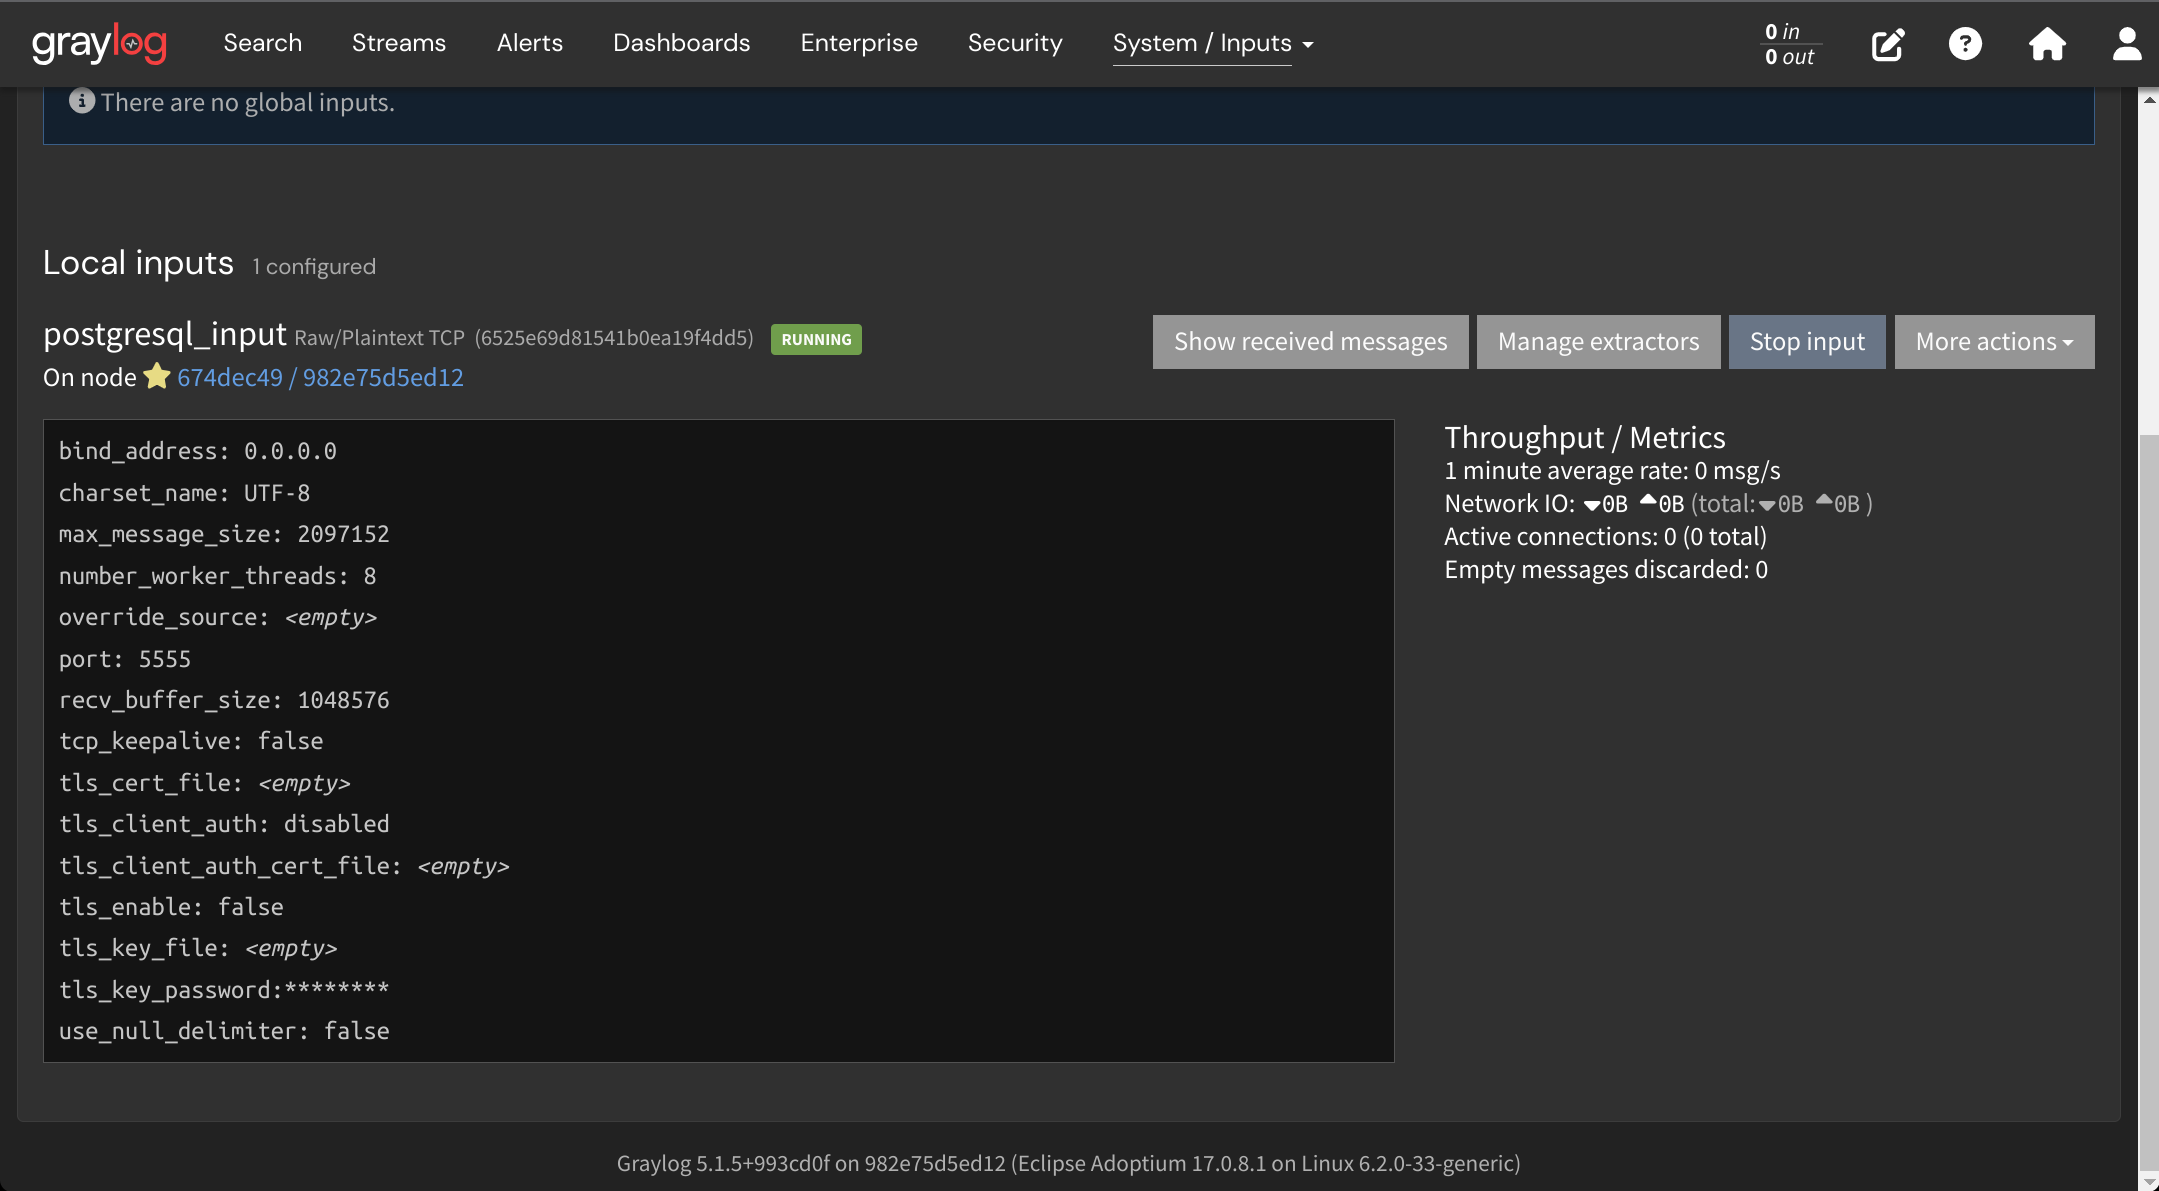 graylog Search Streams Alerts Dashboards Enterprise Security System / Inputs 0 in
0 out
There are no global inputs.
Local inputs 1 configured
postgresql_input Raw/Plaintext TCP (6525e69d81541b0ea19f4dd5) RUNNING Show received messages Manage extractors Stop input More actions
On node 674dec49 / 982e75d5ed12
bind_address: 0.0.0.0
charset_name: UTF-8
max_message_size: 2097152
number_worker_threads: 8
override_source: <empty>
port: 5555
recv_buffer_size: 1048576
tcp_keepalive: false
tls_cert_file: <empty>
tls_client_auth: disabled
tls_client_auth_cert_file: <empty>
tls_enable: false
tls_key_file: <empty>
tls_key_password:********
use_null_delimiter: false
Throughput / Metrics
1 minute average rate: 0 msg/s
Network IO: 0B 0B (total: 0B 0B )
Active connections: 0 (0 total)
Empty messages discarded: 0
Graylog 5.1.5+993cd0f on 982e75d5ed12 (Eclipse Adoptium 17.0.8.1 on Linux 6.2.0-33-generic)